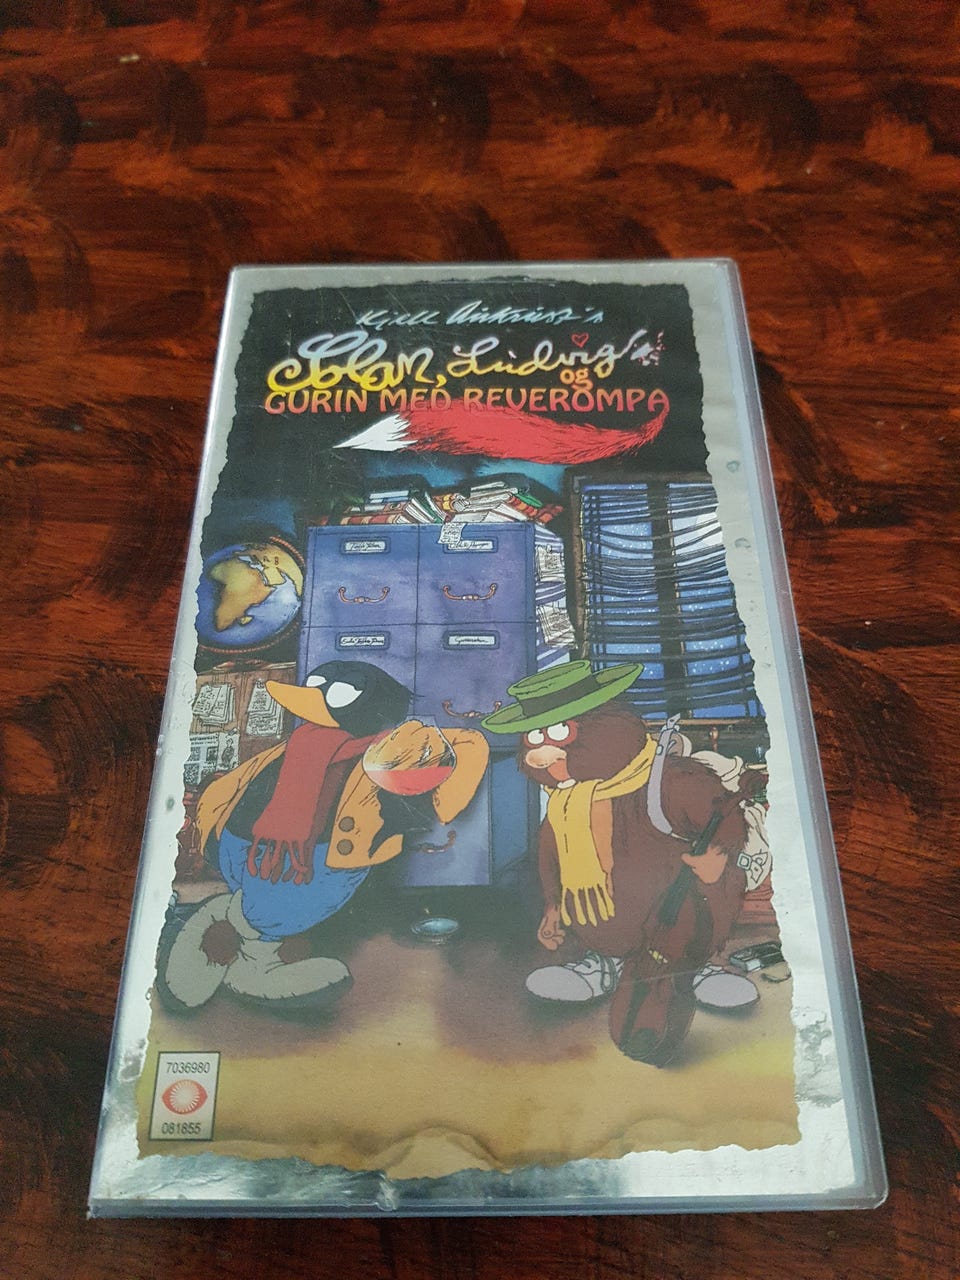 Kjell Aukrust's
Solan, Ludvig
og
GURIN MED REVEROMPA
7036980
081855